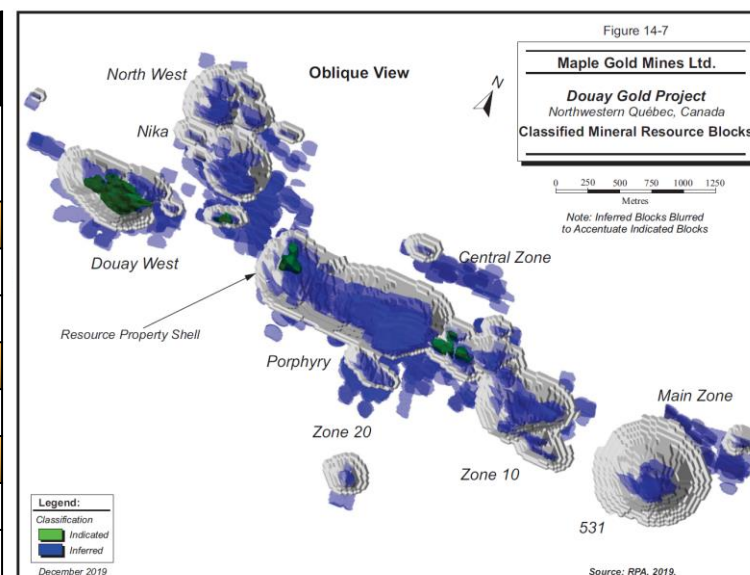 Figure 14-7
Maple Gold Mines Ltd.
Douay Gold Project
Northwestern Québec, Canada
Classified Mineral Resource Blocks
0 250 500 750 1000 1250
Metres
Note: Inferred Blocks Blurred
to Accentuate Indicated Blocks
Oblique View
N
North West
Nika
Douay West
Central Zone
Resource Property Shell
Porphyry
Main Zone
Zone 20
Zone 10
531
Legend:
Classification
Indicated
Inferred
December 2019
Source: RPA, 2019.